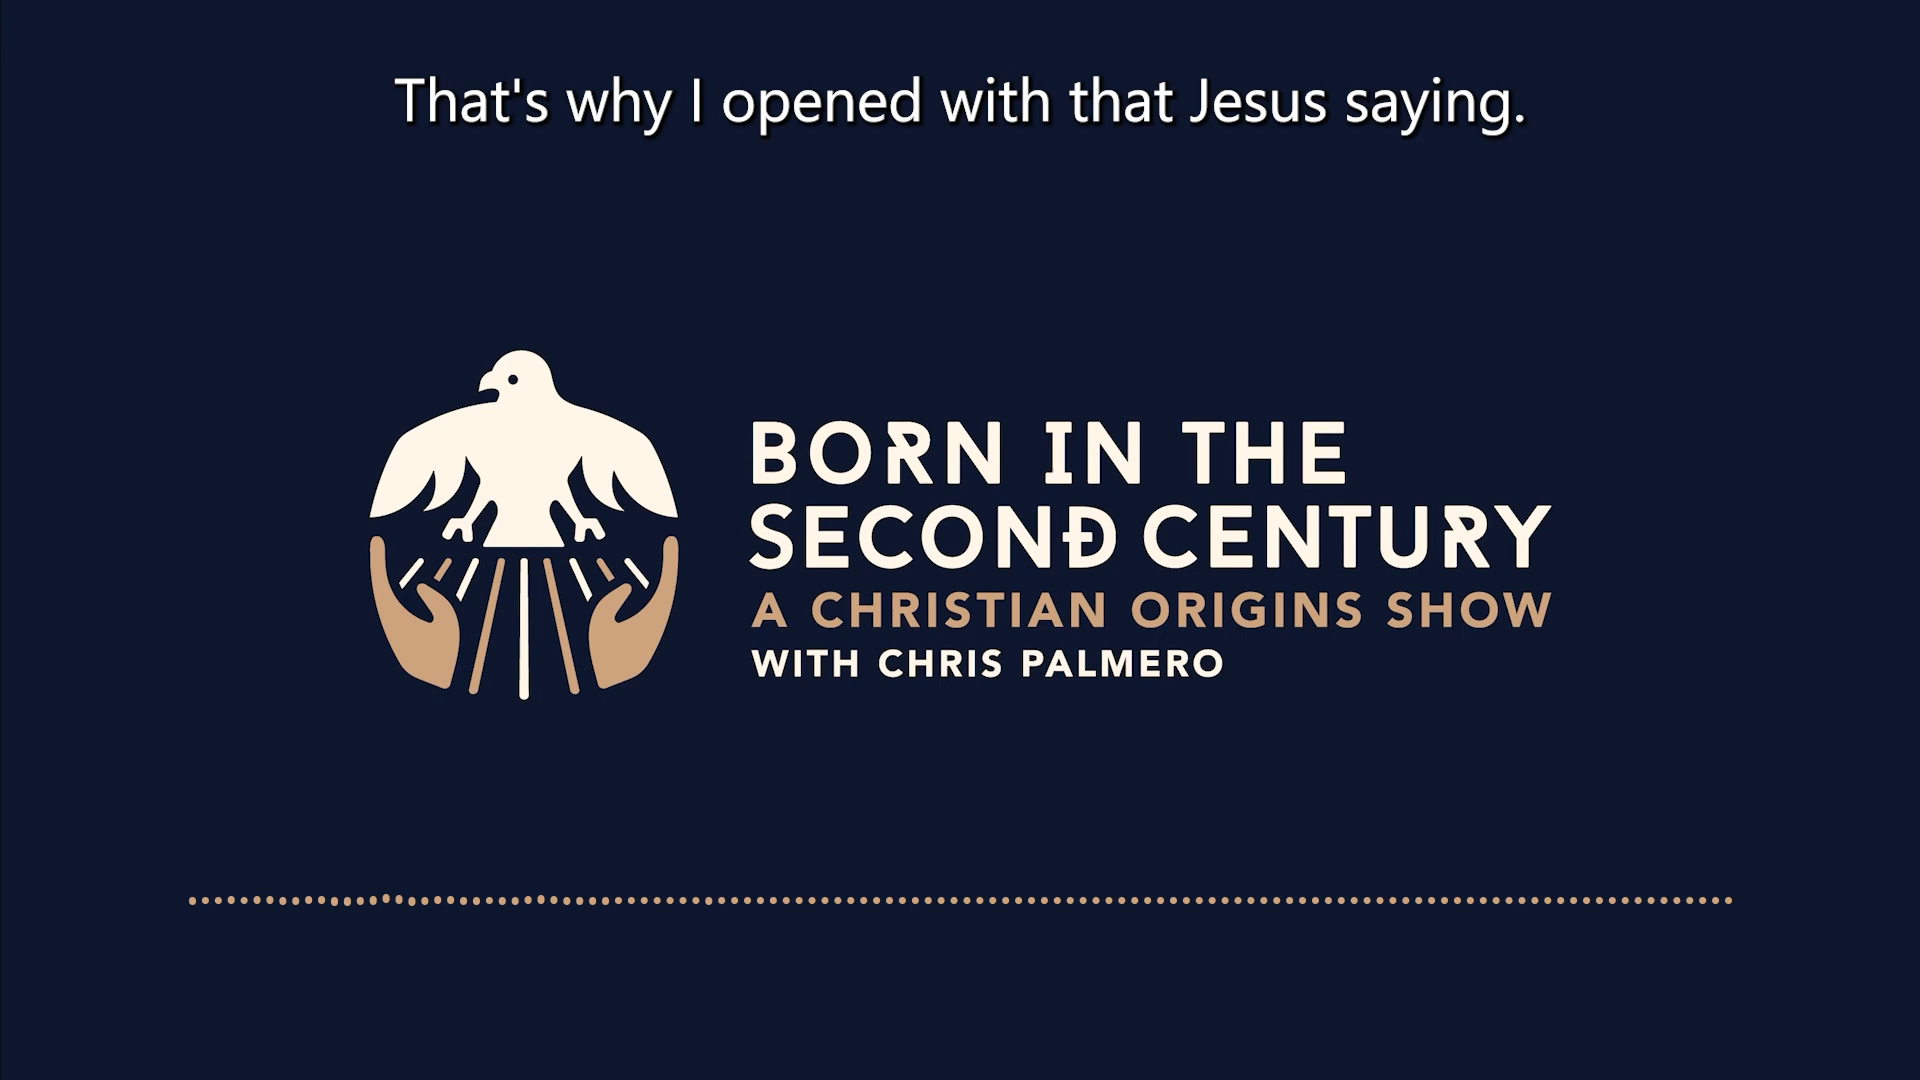 That's why I opened with that Jesus saying.
BORN IN THE
SECOND CENTURY
A CHRISTIAN ORIGINS SHOW
WITH CHRIS PALMERO